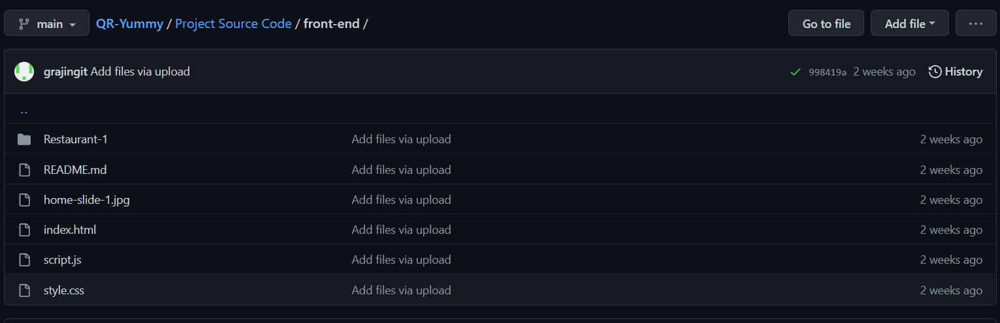 main QR-Yummy / Project Source Code / front-end / Go to file Add file ...
grajingit Add files via upload 998419a 2 weeks ago History
..
Restaurant-1 Add files via upload 2 weeks ago
README.md Add files via upload 2 weeks ago
home-slide-1.jpg Add files via upload 2 weeks ago
index.html Add files via upload 2 weeks ago
script.js Add files via upload 2 weeks ago
style.css Add files via upload 2 weeks ago